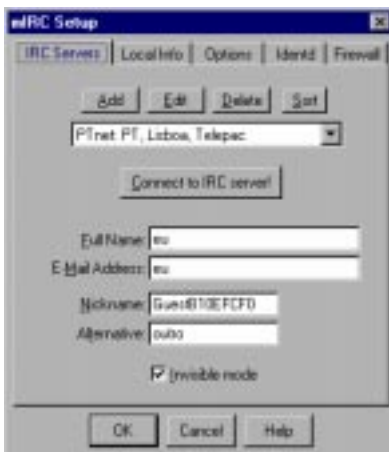 mIRC Setup
IRC Servers Local Info Options Identd Firewall
Add Edit Delete Sort
PTnet: PT, Lisboa, Telepac
Connect to IRC server!
Full Name: eu
E-Mail Address: eu
Nickname:
Alternative: outro
Invisible mode
OK Cancel Help